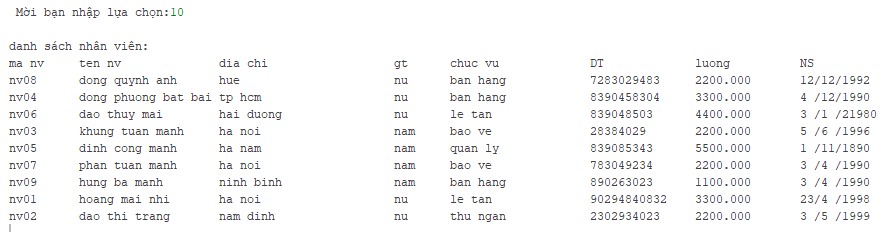 Mời bạn nhập lựa chọn:10
danh sách nhân viên:
ma nv ten nv dia chi gt chuc vu DT luong NS
nv08 dong quynh anh hue nu ban hang 7283029483 2200.000 12/12/1992
nv04 dong phuong bat bai tp hcm nu ban hang 8390458304 3300.000 4 /12/1990
nv06 dao thuy mai hai duong nu le tan 839048503 4400.000 3 /1 /21980
nv03 khung tuan manh ha noi nam bao ve 28384029 2200.000 5 /6 /1996
nv05 dinh cong manh ha nam nam quan ly 839085343 5500.000 1 /11/1890
nv07 phan tuan manh ha noi nam bao ve 783049234 2200.000 3 /4 /1990
nv09 hung ba manh ninh binh nam ban hang 890263023 1100.000 3 /4 /1990
nv01 hoang mai nhi ha noi nu le tan 90294840832 3300.000 23/4 /1998
nv02 dao thi trang nam dinh nu thu ngan 2302934023 2200.000 3 /5 /1999